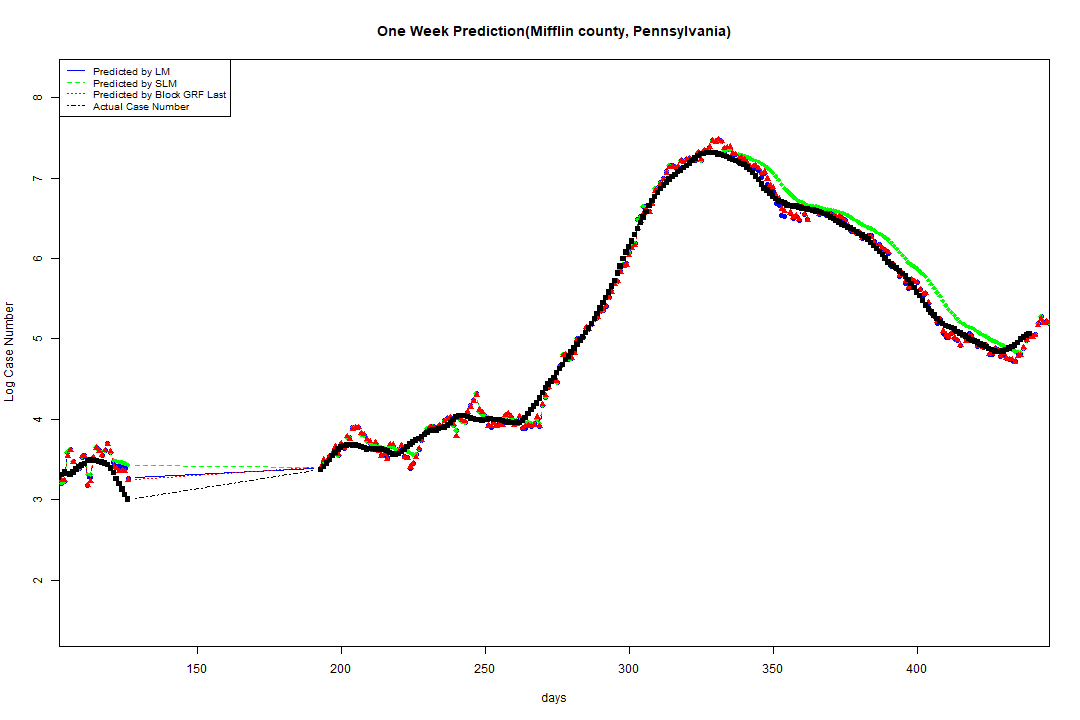 One Week Prediction(Mifflin county, Pennsylvania)
Predicted by LM
Predicted by SLM
Predicted by Block GRF Last
Actual Case Number
8
7
6
5
4
3
2
Log Case Number
150 200 250 300 350 400
days